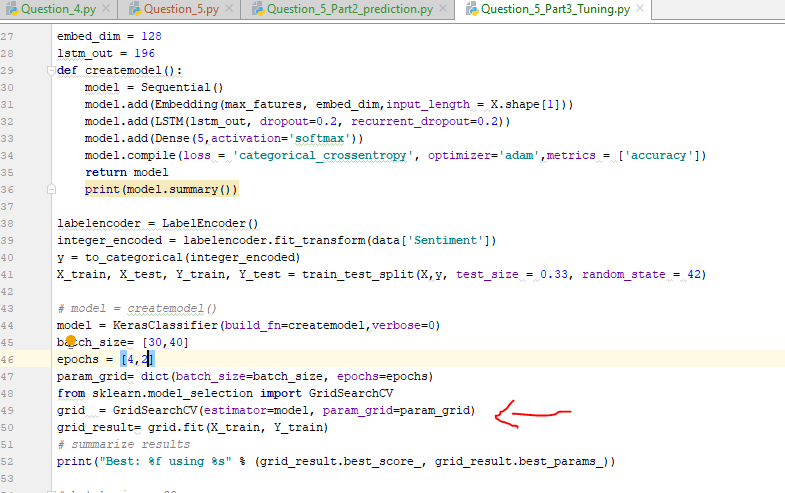 Question_4.py × Question_5.py × Question_5_Part2_prediction.py × Question_5_Part3_Tuning.py ×
27 embed_dim = 128
28 lstm_out = 196
29 def createmodel():
30     model = Sequential()
31     model.add(Embedding(max_fatures, embed_dim,input_length = X.shape[1]))
32     model.add(LSTM(lstm_out, dropout=0.2, recurrent_dropout=0.2))
33     model.add(Dense(5,activation='softmax'))
34     model.compile(loss = 'categorical_crossentropy', optimizer='adam',metrics = ['accuracy'])
35     return model
36     print(model.summary())
37
38 labelencoder = LabelEncoder()
39 integer_encoded = labelencoder.fit_transform(data['Sentiment'])
40 y = to_categorical(integer_encoded)
41 X_train, X_test, Y_train, Y_test = train_test_split(X,y, test_size = 0.33, random_state = 42)
42
43 # model = createmodel()
44 model = KerasClassifier(build_fn=createmodel,verbose=0)
45 batch_size= [30,40]
46 epochs = [4,2]
47 param_grid= dict(batch_size=batch_size, epochs=epochs)
48 from sklearn.model_selection import GridSearchCV
49 grid  = GridSearchCV(estimator=model, param_grid=param_grid)
50 grid_result= grid.fit(X_train, Y_train)
51 # summarize results
52 print("Best: %f using %s" % (grid_result.best_score_, grid_result.best_params_))
53